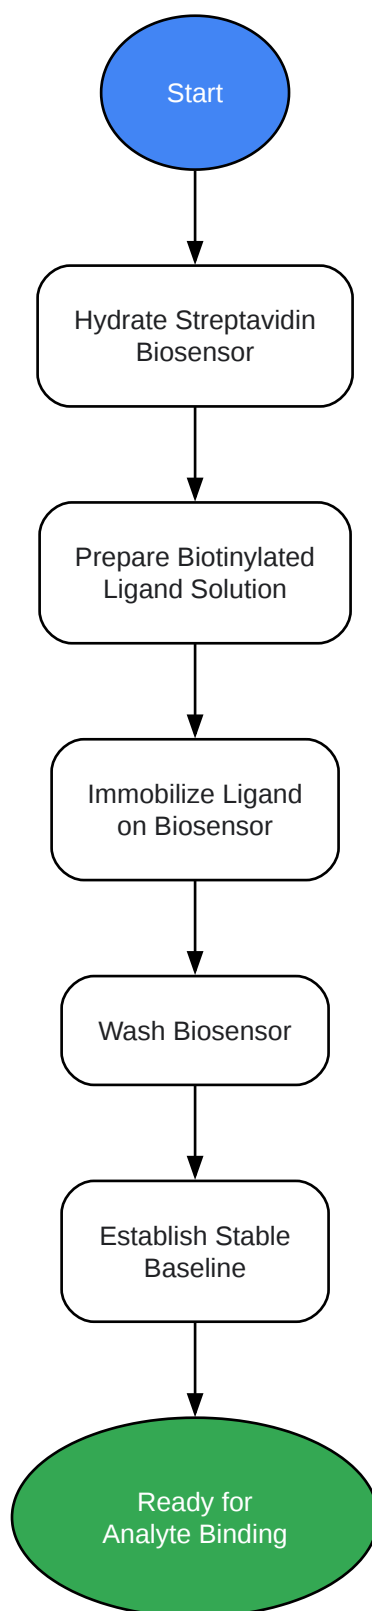 Start
Hydrate Streptavidin
Biosensor
Prepare Biotinylated
Ligand Solution
Immobilize Ligand
on Biosensor
Wash Biosensor
Establish Stable
Baseline
Ready for
Analyte Binding